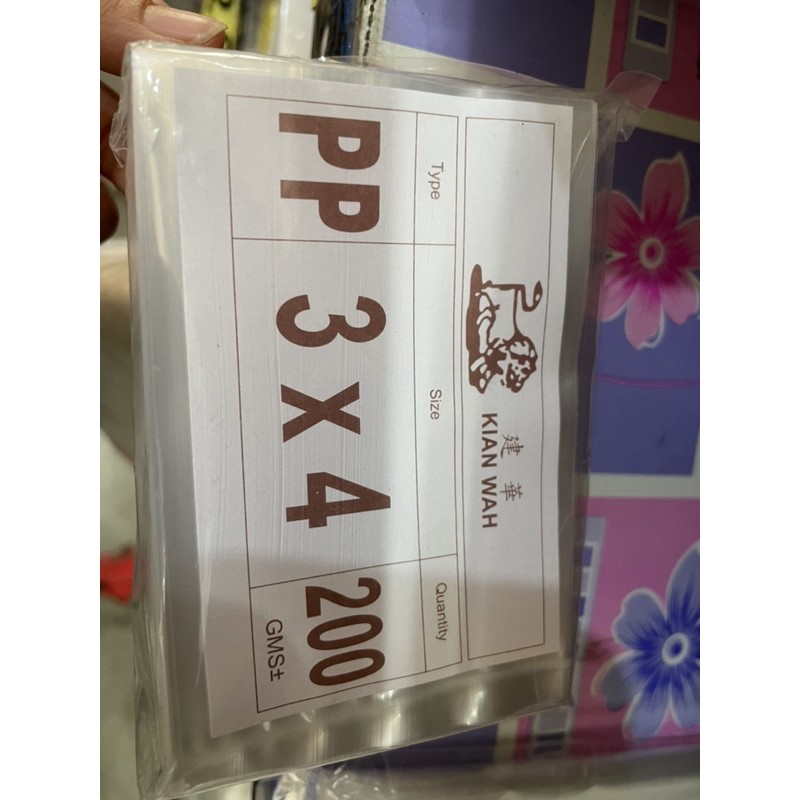 建華
KIAN WAH
Type Size Quantity
PP 3 x 4 200
GMS±